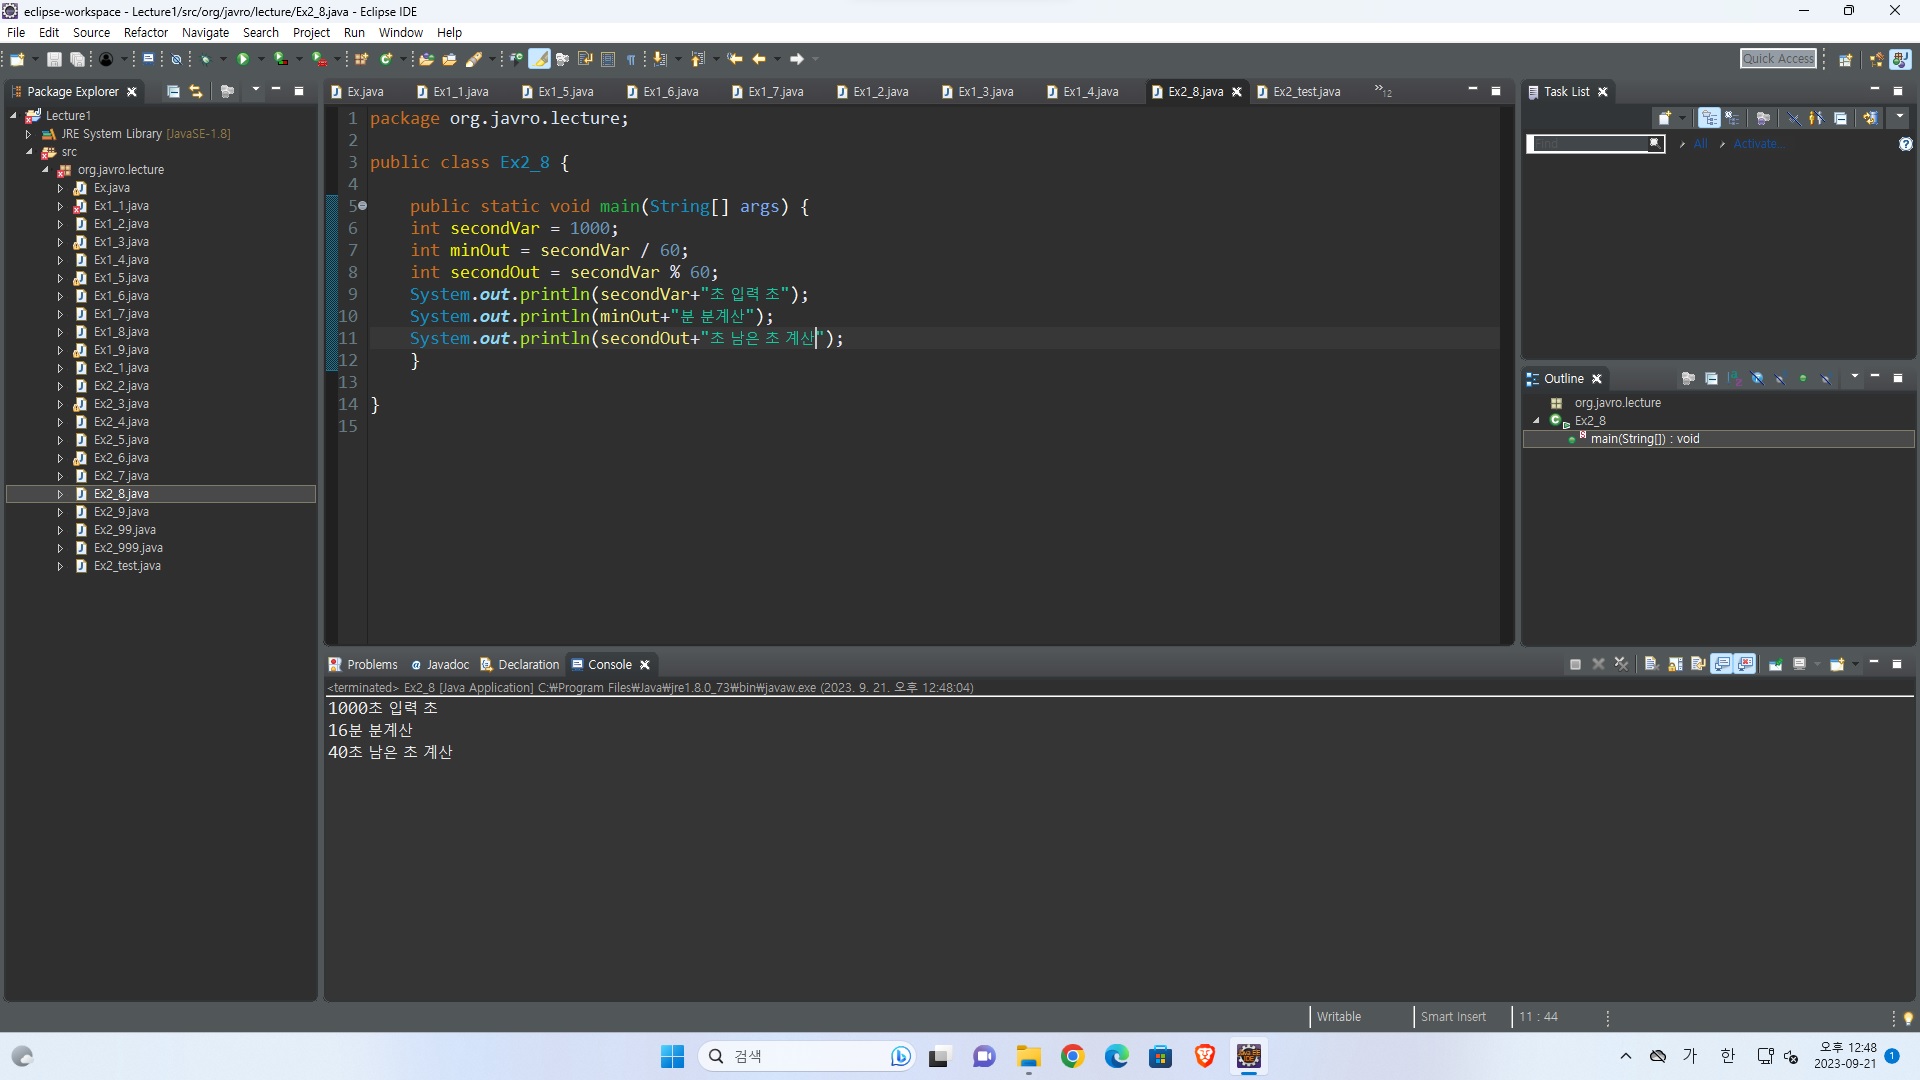 eclipse-workspace - Lecture1/src/org/javro/lecture/Ex2_8.java - Eclipse IDE
File Edit Source Refactor Navigate Search Project Run Window Help
Quick Access
Package Explorer
Lecture1
JRE System Library [JavaSE-1.8]
src
org.javro.lecture
Ex.java
Ex1_1.java
Ex1_2.java
Ex1_3.java
Ex1_4.java
Ex1_5.java
Ex1_6.java
Ex1_7.java
Ex1_8.java
Ex1_9.java
Ex2_1.java
Ex2_2.java
Ex2_3.java
Ex2_4.java
Ex2_5.java
Ex2_6.java
Ex2_7.java
Ex2_8.java
Ex2_9.java
Ex2_99.java
Ex2_999.java
Ex2_test.java
Ex.java Ex1_1.java Ex1_5.java Ex1_6.java Ex1_7.java Ex1_2.java Ex1_3.java Ex1_4.java Ex2_8.java Ex2_test.java »12
1 package org.javro.lecture;
2
3 public class Ex2_8 {
4
5 public static void main(String[] args) {
6 int secondVar = 1000;
7 int minOut = secondVar / 60;
8 int secondOut = secondVar % 60;
9 System.out.println(secondVar+"초 입력 초");
10 System.out.println(minOut+"분 분계산");
11 System.out.println(secondOut+"초 남은 초 계산");
12 }
13
14 }
15
Task List
Find All Activate...
Outline
org.javro.lecture
Ex2_8
main(String[]) : void
Problems Javadoc Declaration Console
<terminated> Ex2_8 [Java Application] C:₩Program Files₩Java₩jre1.8.0_73₩bin₩javaw.exe (2023. 9. 21. 오후 12:48:04)
1000초 입력 초
16분 분계산
40초 남은 초 계산
Writable Smart Insert 11 : 44
검색
가 한 오후 12:48
2023-09-21
1